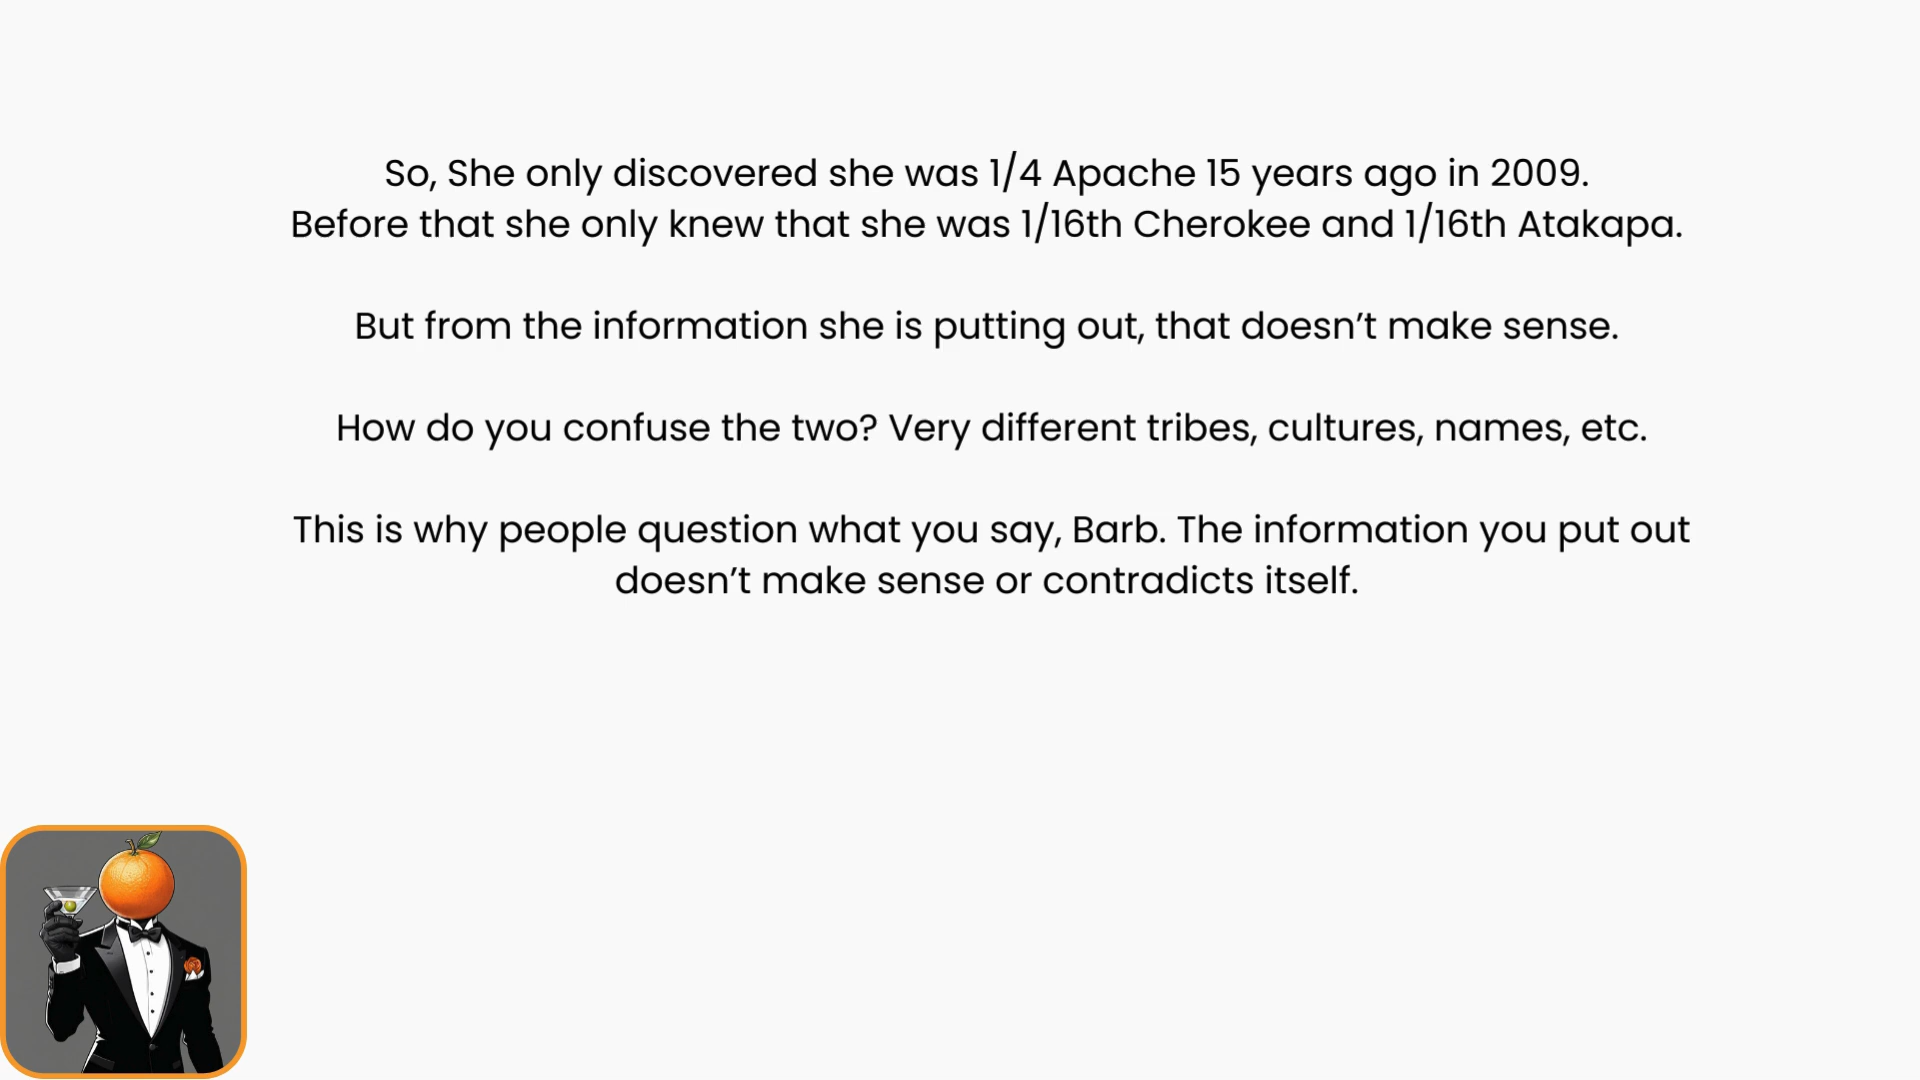 So, She only discovered she was 1/4 Apache 15 years ago in 2009.
Before that she only knew that she was 1/16th Cherokee and 1/16th Atakapa.
But from the information she is putting out, that doesn’t make sense.
How do you confuse the two? Very different tribes, cultures, names, etc.
This is why people question what you say, Barb. The information you put out
doesn’t make sense or contradicts itself.